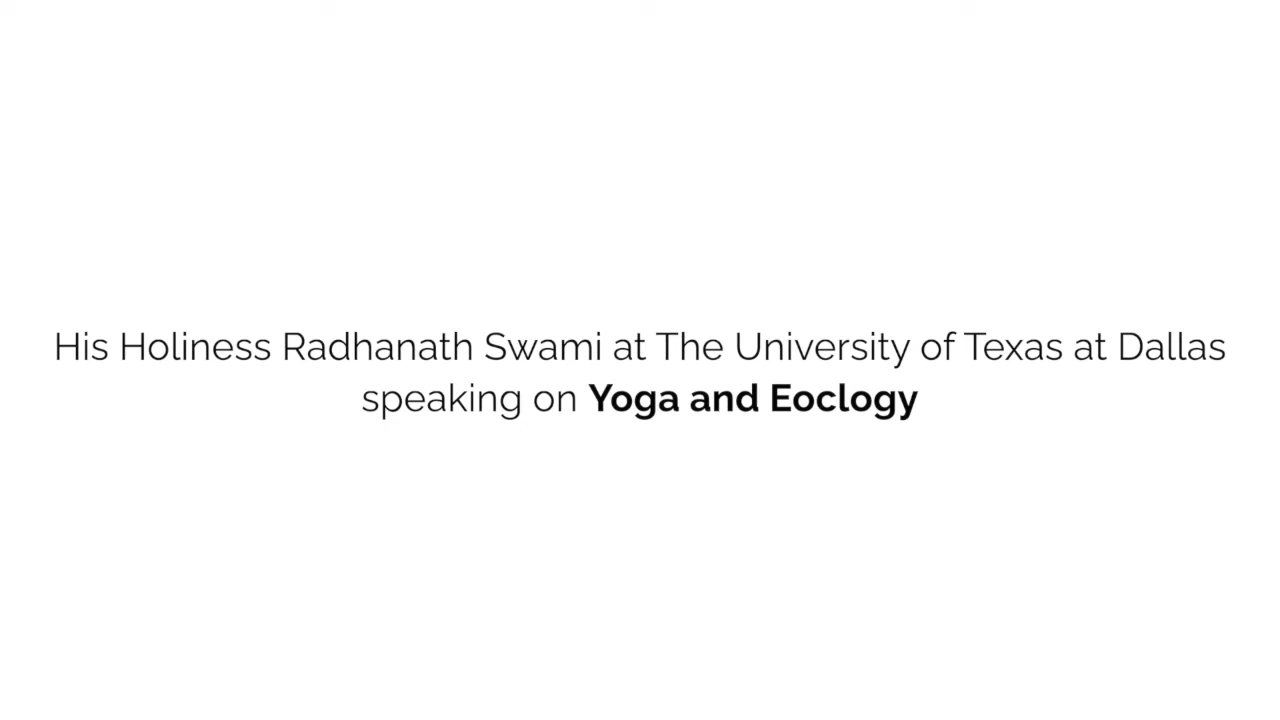 His Holiness Radhanath Swami at The University of Texas at Dallas
speaking on Yoga and Eoclogy